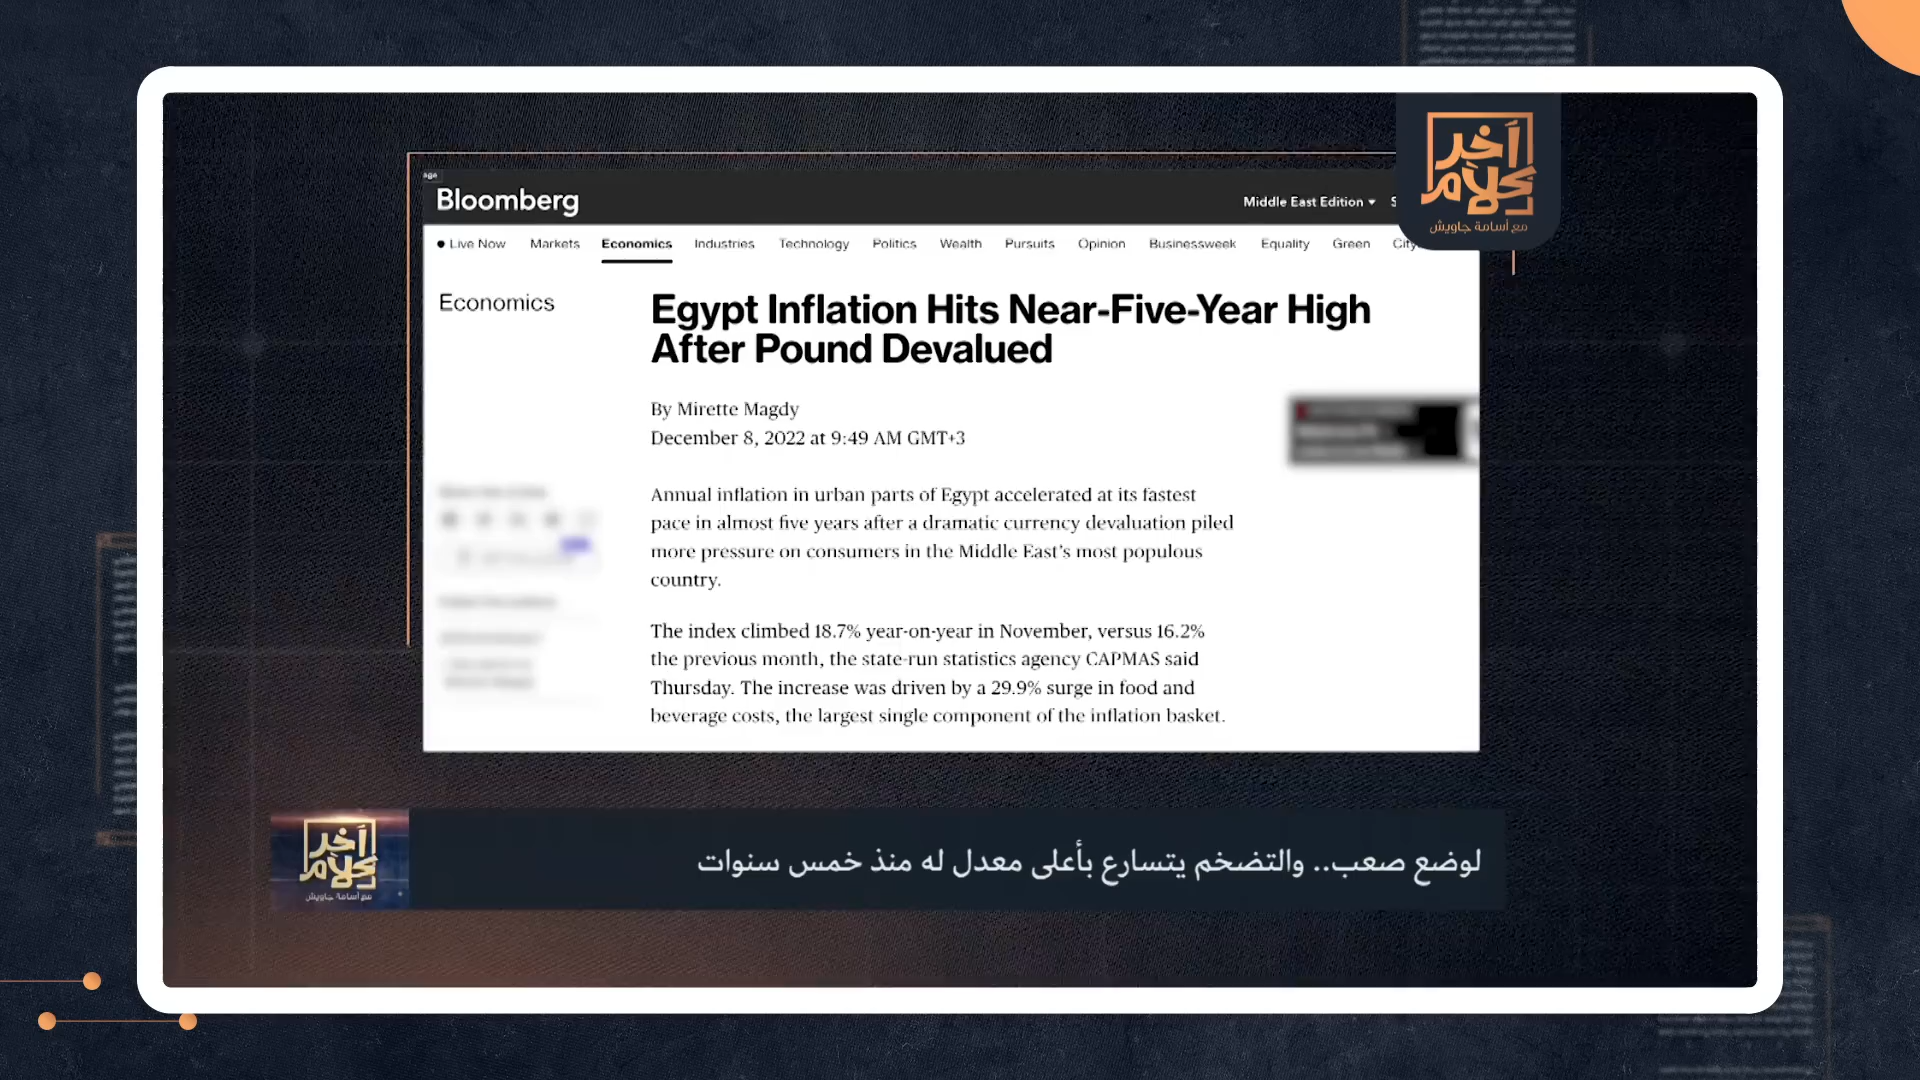 أخر
كلام
مع أسامة جاويش
Bloomberg
Middle East Edition
Live Now Markets Economics Industries Technology Politics Wealth Pursuits Opinion Businessweek Equality Green City
Economics
Egypt Inflation Hits Near-Five-Year High
After Pound Devalued
By Mirette Magdy
December 8, 2022 at 9:49 AM GMT+3
Annual inflation in urban parts of Egypt accelerated at its fastest
pace in almost five years after a dramatic currency devaluation piled
more pressure on consumers in the Middle East's most populous
country.
The index climbed 18.7% year-on-year in November, versus 16.2%
the previous month, the state-run statistics agency CAPMAS said
Thursday. The increase was driven by a 29.9% surge in food and
beverage costs, the largest single component of the inflation basket.
لوضع صعب.. والتضخم يتسارع بأعلى معدل له منذ خمس سنوات
أخر
كلام
مع أسامة جاويش